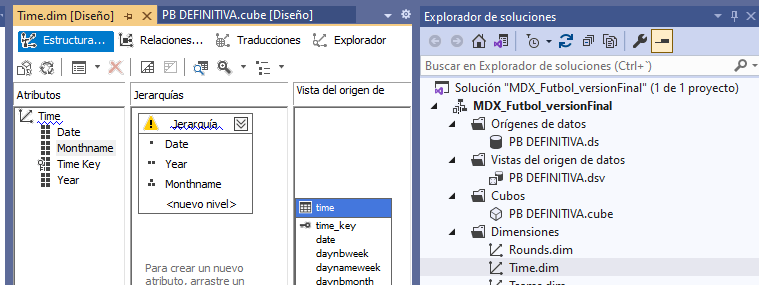 Time.dim [Diseño]
PB DEFINITIVA.cube [Diseño]
Estructura...
Relaciones...
Traducciones
Explorador
Atributos
Time
Date
Monthname
Time Key
Year
Jerarquías
Jerarquía
Date
Year
Monthname
<nuevo nivel>
Para crear un nuevo
atributo, arrastre un
Vista del origen de
time
time_key
date
daynbweek
daynameweek
daynbmonth
Explorador de soluciones
Buscar en Explorador de soluciones (Ctrl+`)
Solución "MDX_Futbol_versionFinal" (1 de 1 proyecto)
MDX_Futbol_versionFinal
Orígenes de datos
PB DEFINITIVA.ds
Vistas del origen de datos
PB DEFINITIVA.dsv
Cubos
PB DEFINITIVA.cube
Dimensiones
Rounds.dim
Time.dim